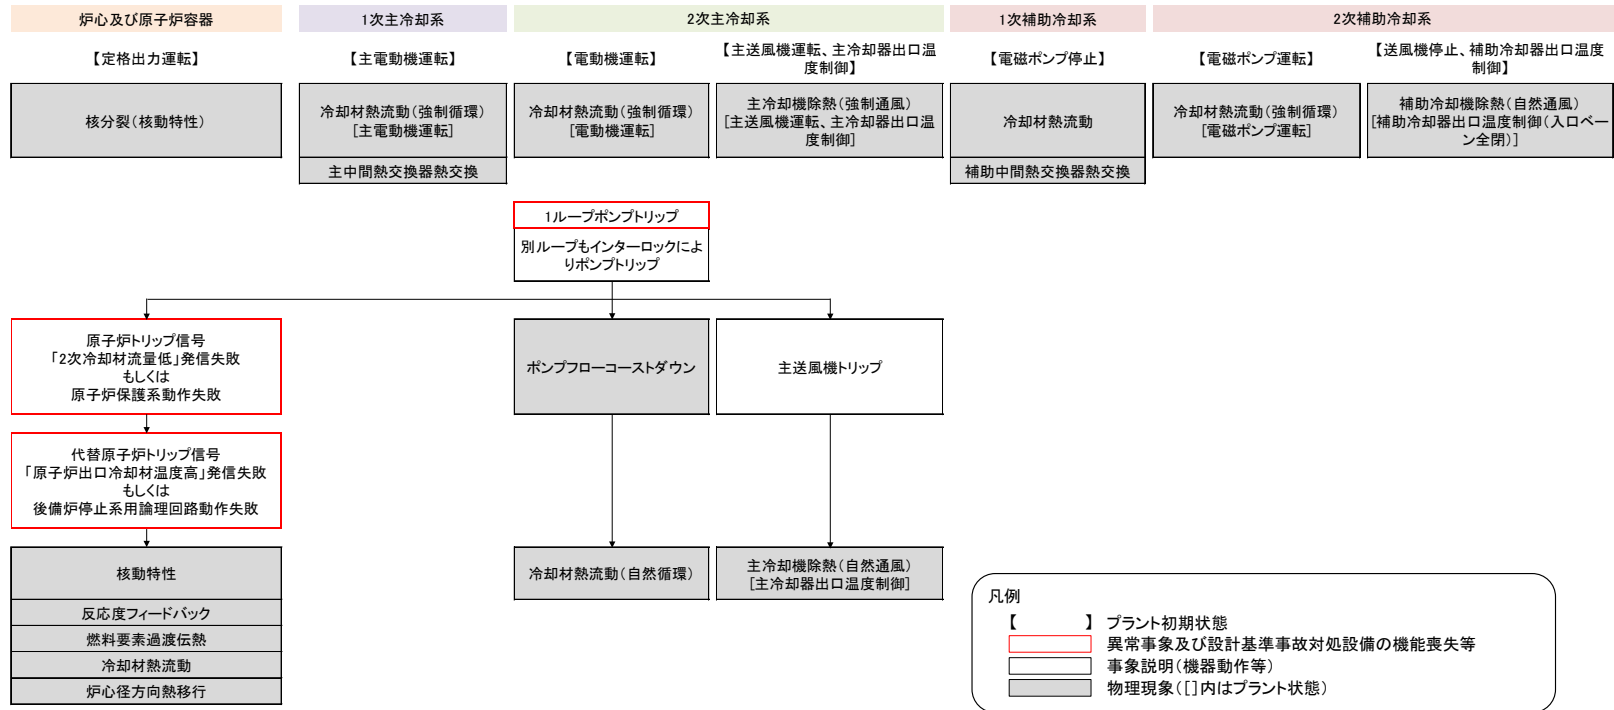 炉心及び原子炉容器
1次主冷却系
2次主冷却系
1次補助冷却系
2次補助冷却系
【定格出力運転】
【主電動機運転】
【電動機運転】
【主送風機運転、主冷却器出口温
度制御】
【電磁ポンプ停止】
【電磁ポンプ運転】
【送風機停止、補助冷却器出口温度
制御】
核分裂(核動特性)
冷却材熱流動(強制循環)
[主電動機運転]
冷却材熱流動(強制循環)
[電動機運転]
主冷却機除熱(強制通風)
[主送風機運転、主冷却器出口温
度制御]
冷却材熱流動
冷却材熱流動(強制循環)
[電磁ポンプ運転]
補助冷却機除熱(自然通風)
[補助冷却器出口温度制御(入口ベー
ン全閉)]
主中間熱交換器熱交換
補助中間熱交換器熱交換
1ループポンプトリップ
別ループもインターロックによ
りポンプトリップ
原子炉トリップ信号
「2次冷却材流量低」発信失敗
もしくは
原子炉保護系動作失敗
ポンプフローコーストダウン
主送風機トリップ
代替原子炉トリップ信号
「原子炉出口冷却材温度高」発信失敗
もしくは
後備炉停止系用論理回路動作失敗
核動特性
冷却材熱流動(自然循環)
主冷却機除熱(自然通風)
[主冷却器出口温度制御]
反応度フィードバック
燃料要素過渡伝熱
冷却材熱流動
炉心径方向熱移行
凡例
【 】 プラント初期状態
異常事象及び設計基準事故対処設備の機能喪失等
事象説明(機器動作等)
物理現象([]内はプラント状態)